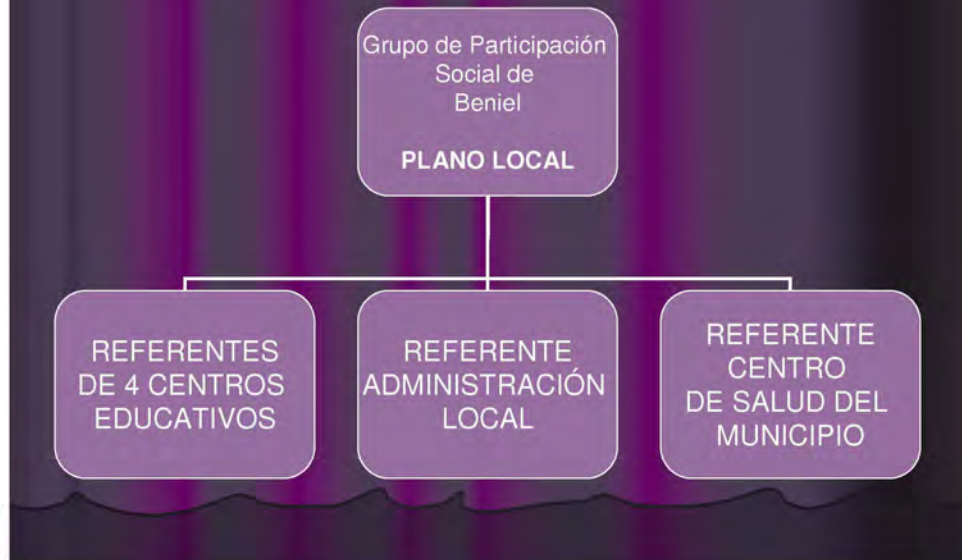 Grupo de Participación
Social de
Beniel
PLANO LOCAL
REFERENTES
DE 4 CENTROS
EDUCATIVOS
REFERENTE
ADMINISTRACIÓN
LOCAL
REFERENTE
CENTRO
DE SALUD DEL
MUNICIPIO